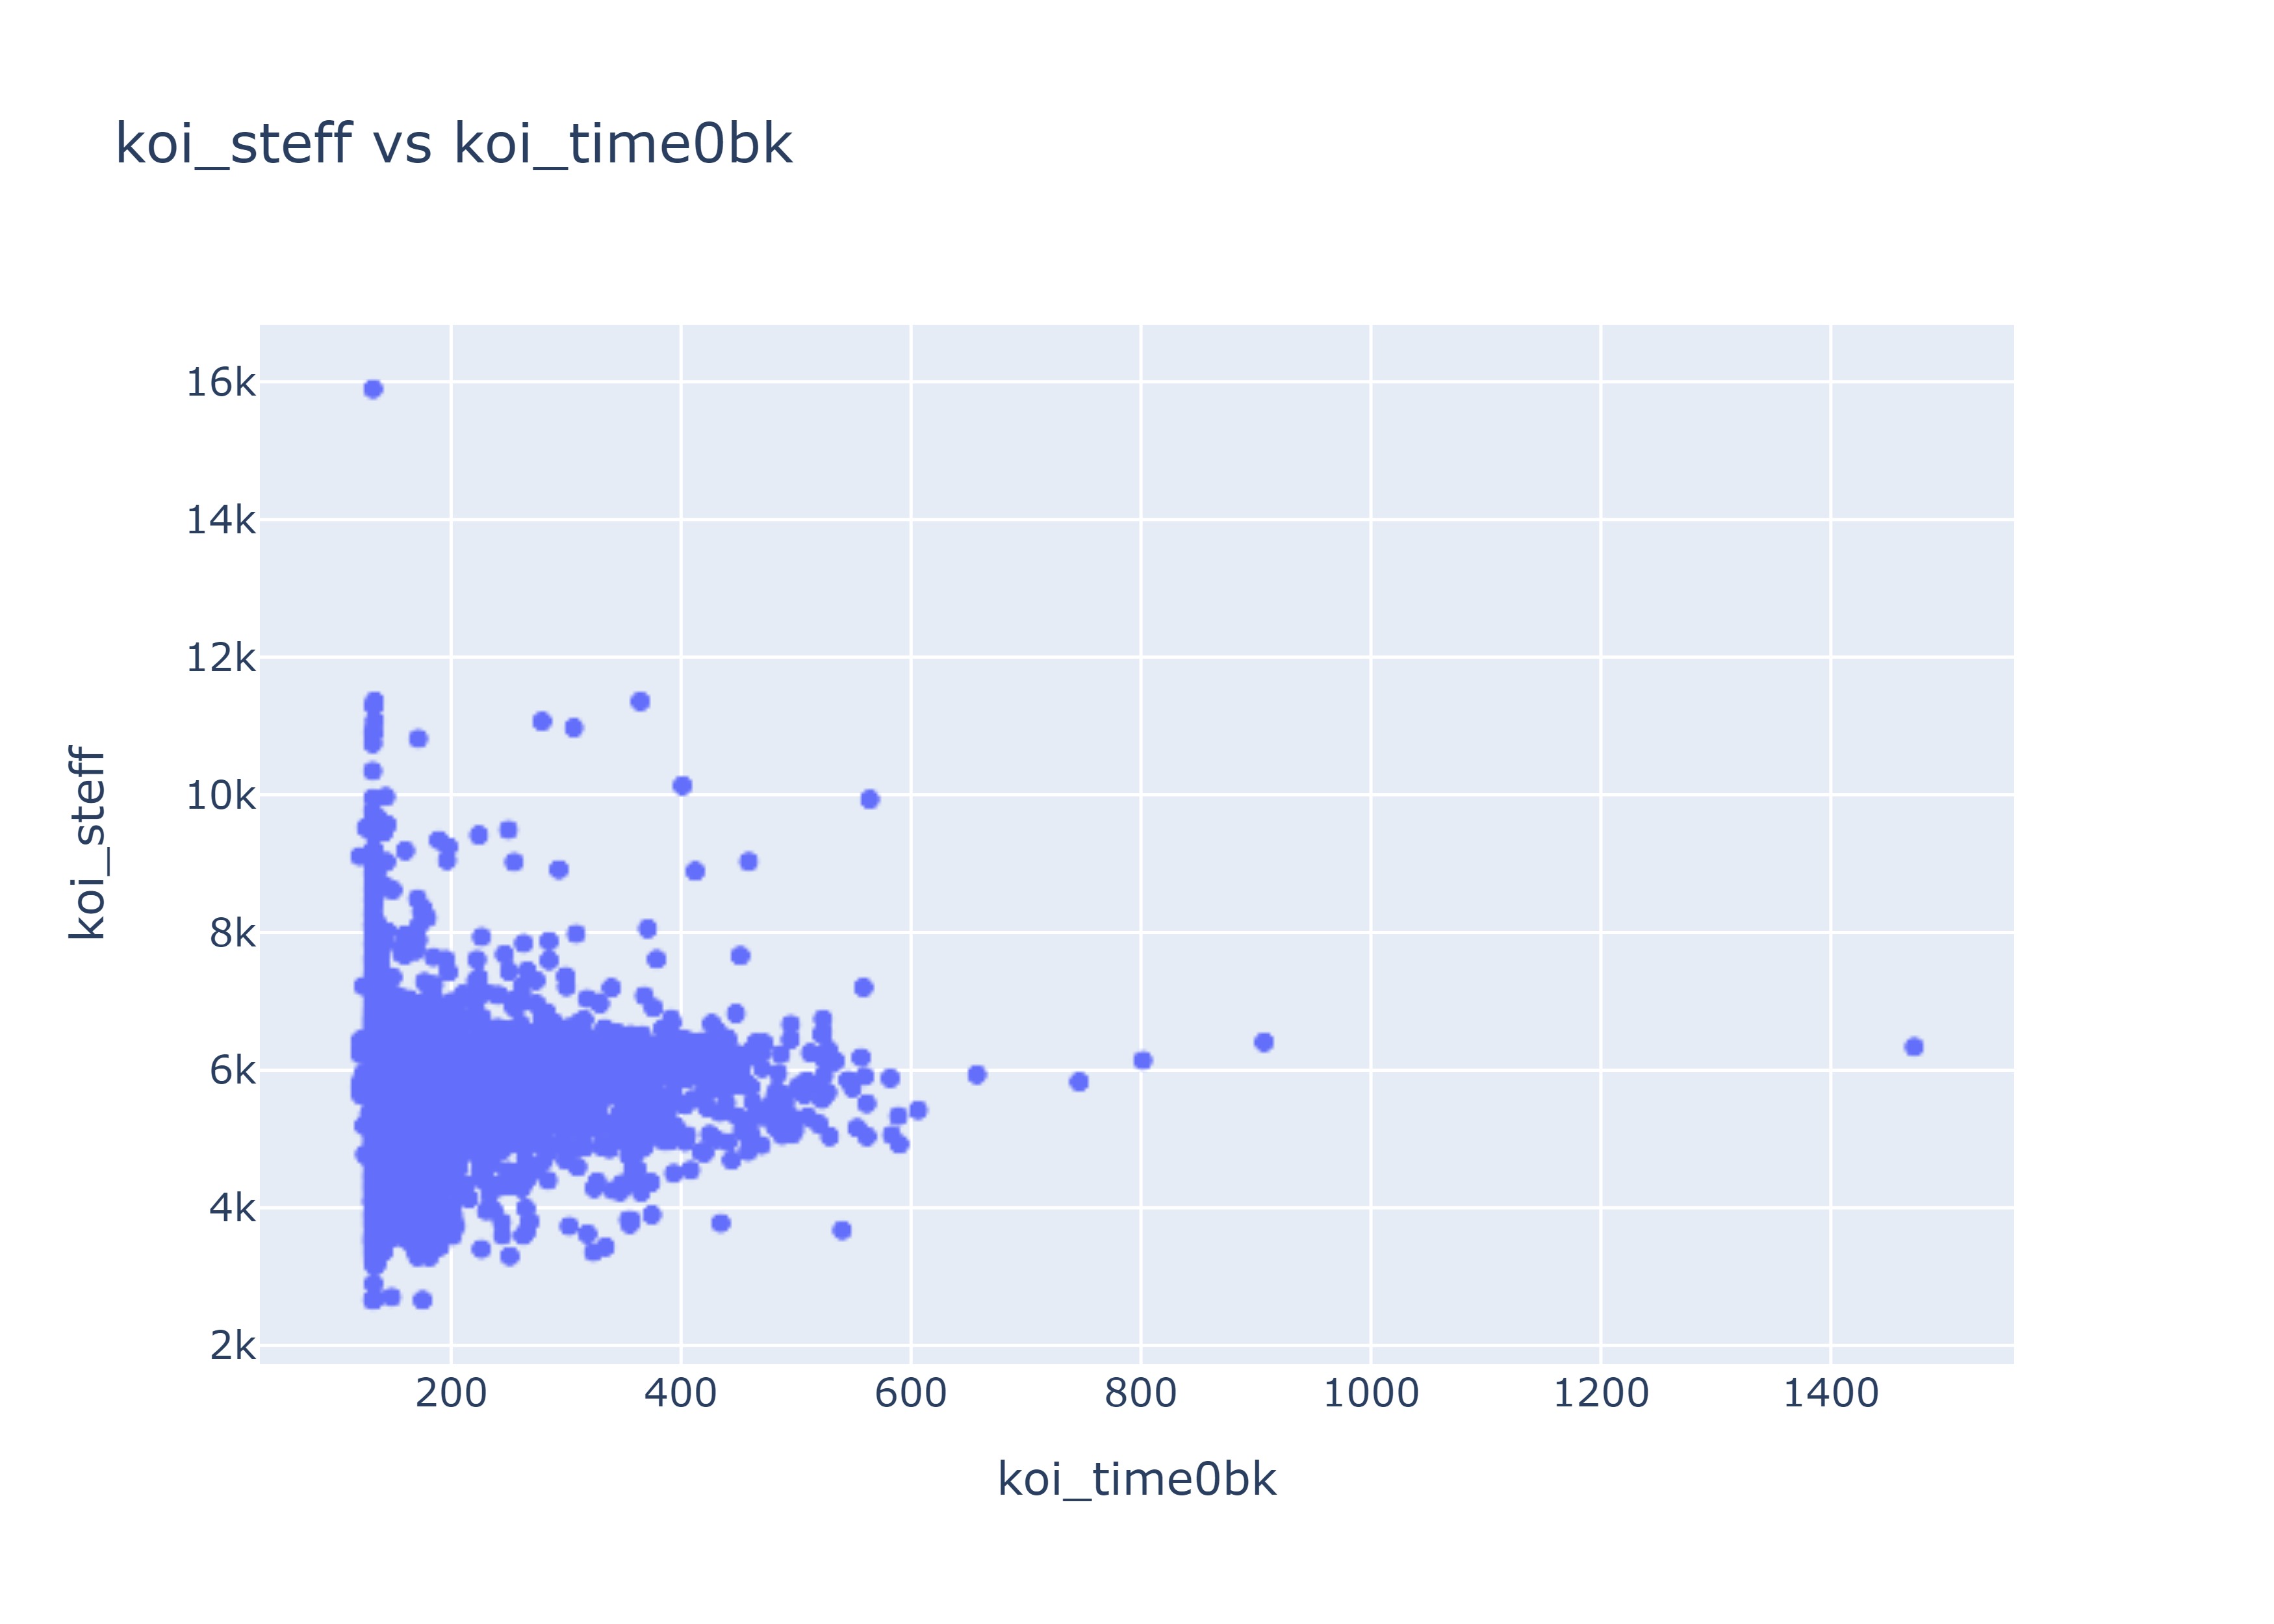 koi_steff vs koi_time0bk
16k
14k
12k
10k
8k
6k
4k
2k
koi_steff
200 400 600 800 1000 1200 1400
koi_time0bk